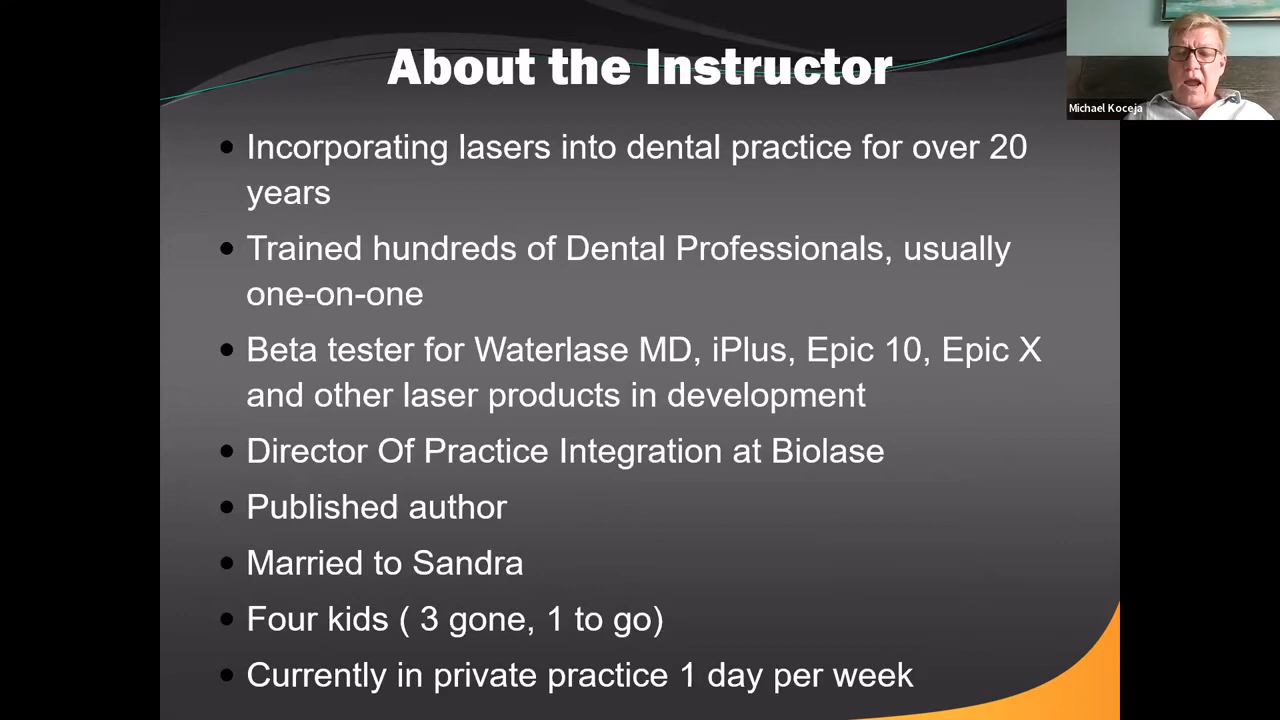 About the Instructor
Michael Koceja
• Incorporating lasers into dental practice for over 20
years
• Trained hundreds of Dental Professionals, usually
one-on-one
• Beta tester for Waterlase MD, iPlus, Epic 10, Epic X
and other laser products in development
• Director Of Practice Integration at Biolase
• Published author
• Married to Sandra
• Four kids ( 3 gone, 1 to go)
• Currently in private practice 1 day per week